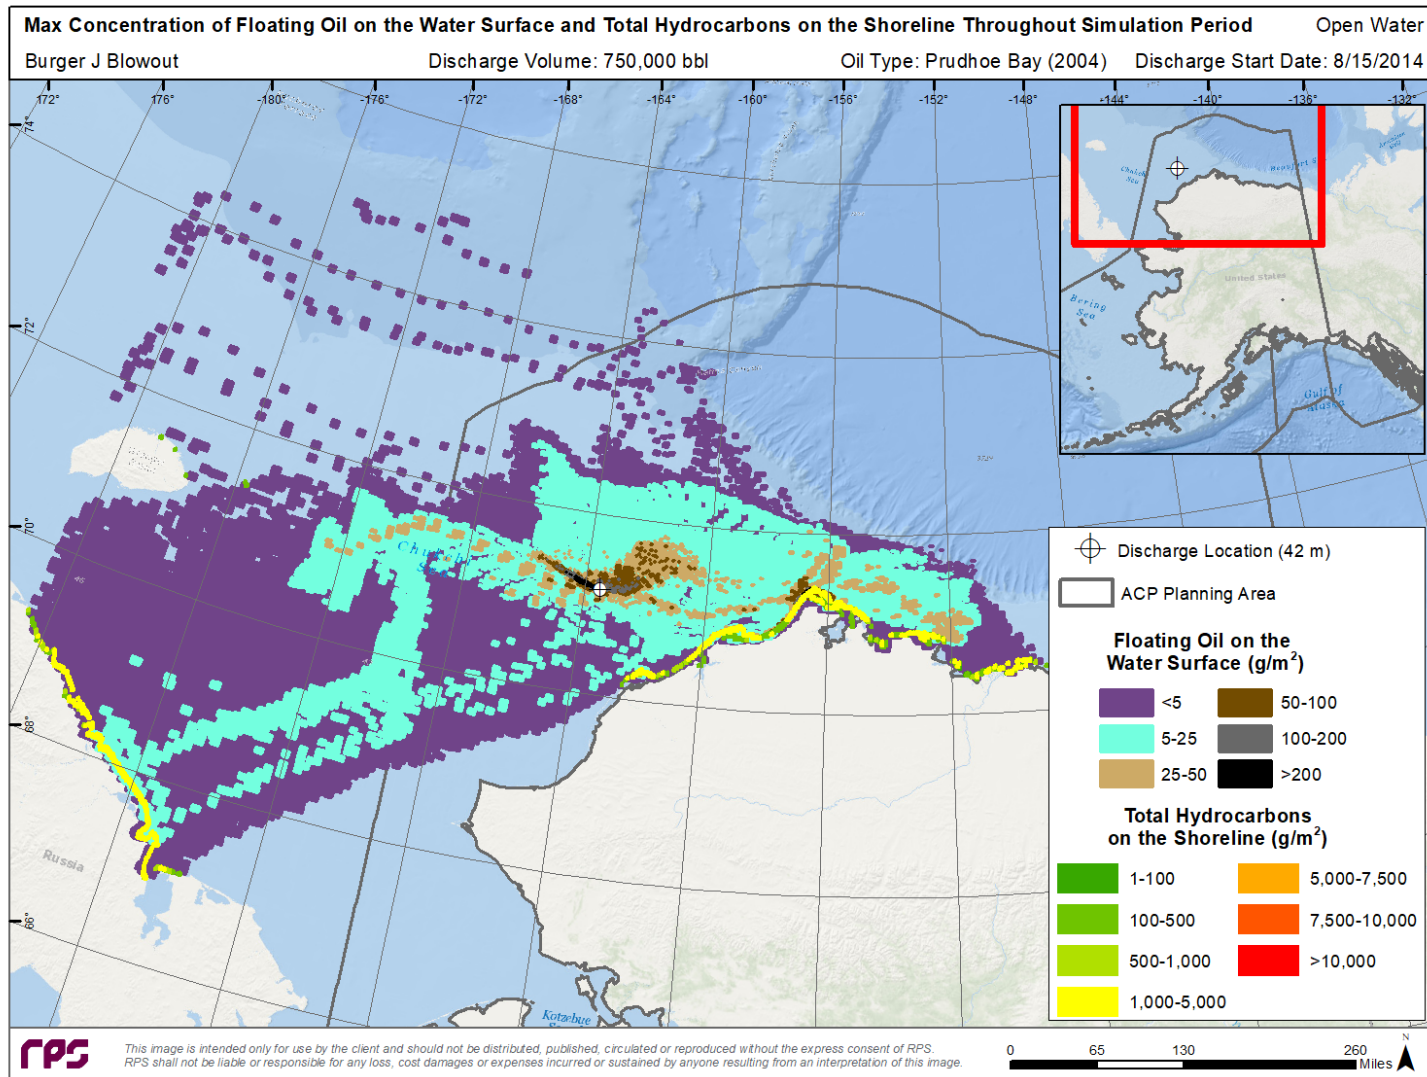 Max Concentration of Floating Oil on the Water Surface and Total Hydrocarbons on the Shoreline Throughout Simulation Period Open Water
Burger J Blowout Discharge Volume: 750,000 bbl Oil Type: Prudhoe Bay (2004) Discharge Start Date: 8/15/2014
172° 176° -180° -176° -172° -168° -164° -160° -156° -152° -148° -144° -140° -136° -132°
74°
72°
70°
68°
66°
Chukchi
Sea
Beaufort Sea
United States
Bering
Sea
Gulf of
Alaska
Chukchi
Sea
Russia
Kotzebue
Discharge Location (42 m)
ACP Planning Area
Floating Oil on the
Water Surface (g/m²)
<5 50-100
5-25 100-200
25-50 >200
Total Hydrocarbons
on the Shoreline (g/m²)
1-100 5,000-7,500
100-500 7,500-10,000
500-1,000 >10,000
1,000-5,000
rps
This image is intended only for use by the client and should not be distributed, published, circulated or reproduced without the express consent of RPS.
RPS shall not be liable or responsible for any loss, cost damages or expenses incurred or sustained by anyone resulting from an interpretation of this image.
0 65 130 260
Miles
N